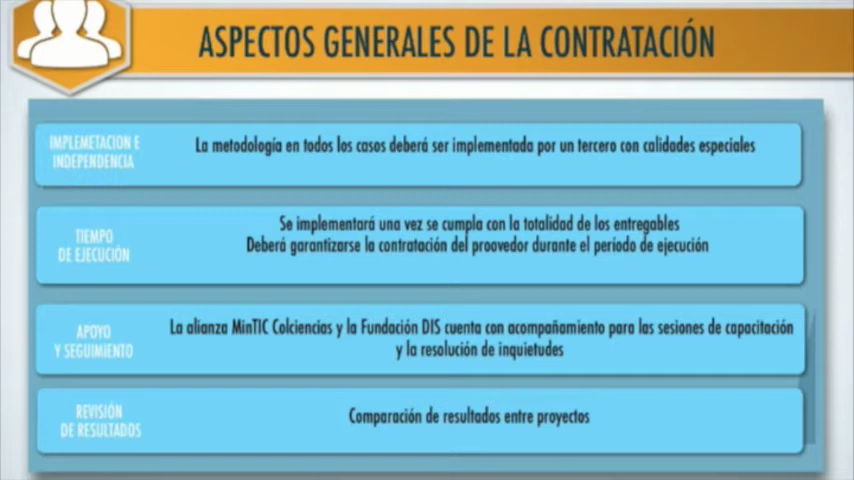 ASPECTOS GENERALES DE LA CONTRATACIÓN
IMPLEMETACION E
INDEPENDENCIA
La metodología en todos los casos deberá ser implementada por un tercero con calidades especiales
TIEMPO
DE EJECUCIÓN
Se implementará una vez se cumpla con la totalidad de los entregables
Deberá garantizarse la contratación del proovedor durante el periodo de ejecución
APOYO
Y SEGUIMIENTO
La alianza MinTIC Colciencias y la Fundación DIS cuenta con acompañamiento para las sesiones de capacitación
y la resolución de inquietudes
REVISIÓN
DE RESULTADOS
Comparación de resultados entre proyectos